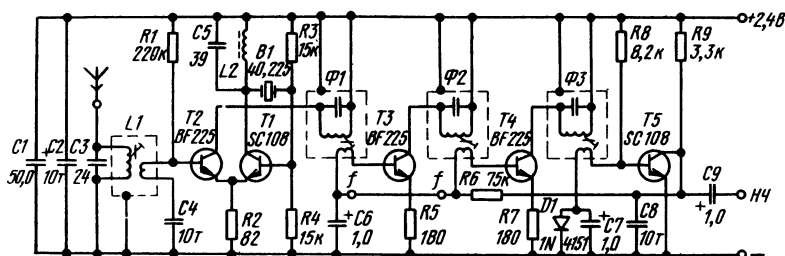 +2,4В
R1
220к
C5
39
L2
B1
40,225
R3
15к
Ф1
Ф2
Ф3
R8
8,2к
R9
3,3к
L1
T2
BF225
T1
SC108
T3
BF225
T4
BF225
T5
SC108
C1
50,0
C2
10т
C3
24
C4
10т
R2
82
R4
15к
f
f
+
C6
1,0
R5
180
R6
75к
R7
180
D1
1N 4151
+
C7
1,0
C8
10т
C9
+1,0
НЧ
−